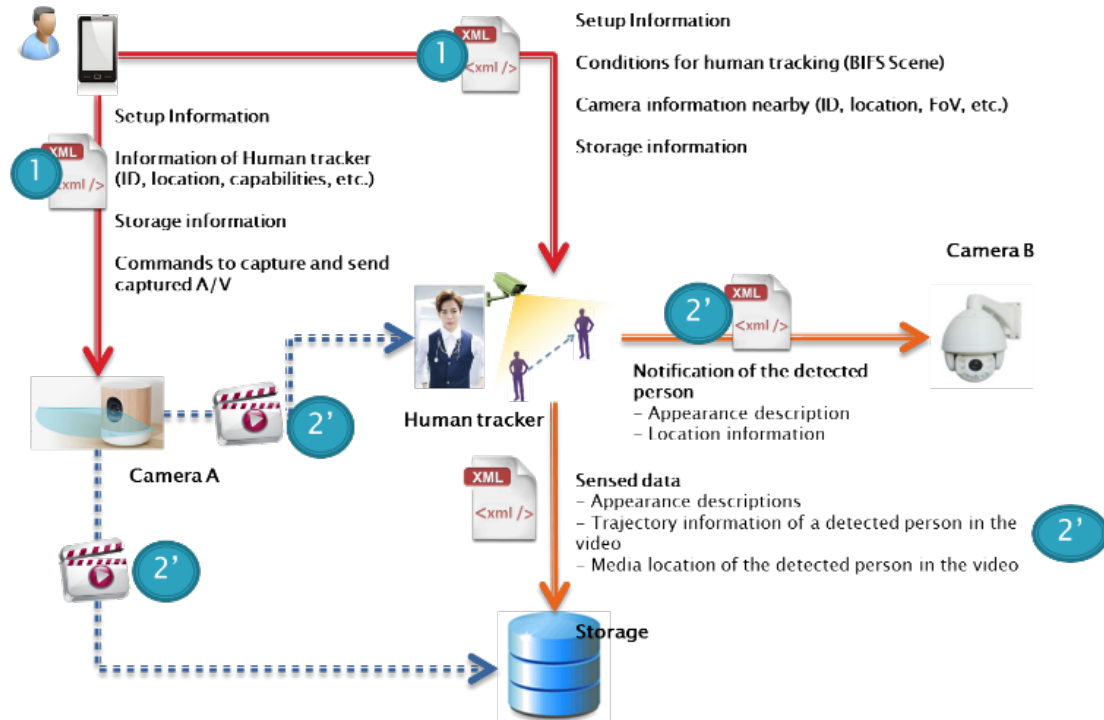 1
XML
<xml />
Setup Information
Conditions for human tracking (BIFS Scene)
Camera information nearby (ID, location, FoV, etc.)
Storage information
Setup Information
1
XML
<xml />
Information of Human tracker
(ID, location, capabilities, etc.)
Storage information
Commands to capture and send
captured A/V
Camera A
2’
2’
Human tracker
2’
XML
<xml />
Camera B
Notification of the detected
person
– Appearance description
– Location information
XML
<xml />
Sensed data
– Appearance descriptions
– Trajectory information of a detected person in the
video
– Media location of the detected person in the video
2’
Storage